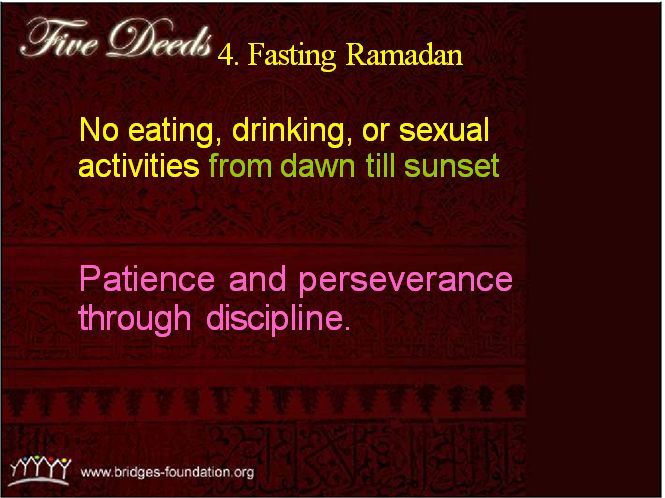 Five Deeds 4. Fasting Ramadan
No eating, drinking, or sexual
activities from dawn till sunset
Patience and perseverance
through discipline.
www.bridges-foundation.org